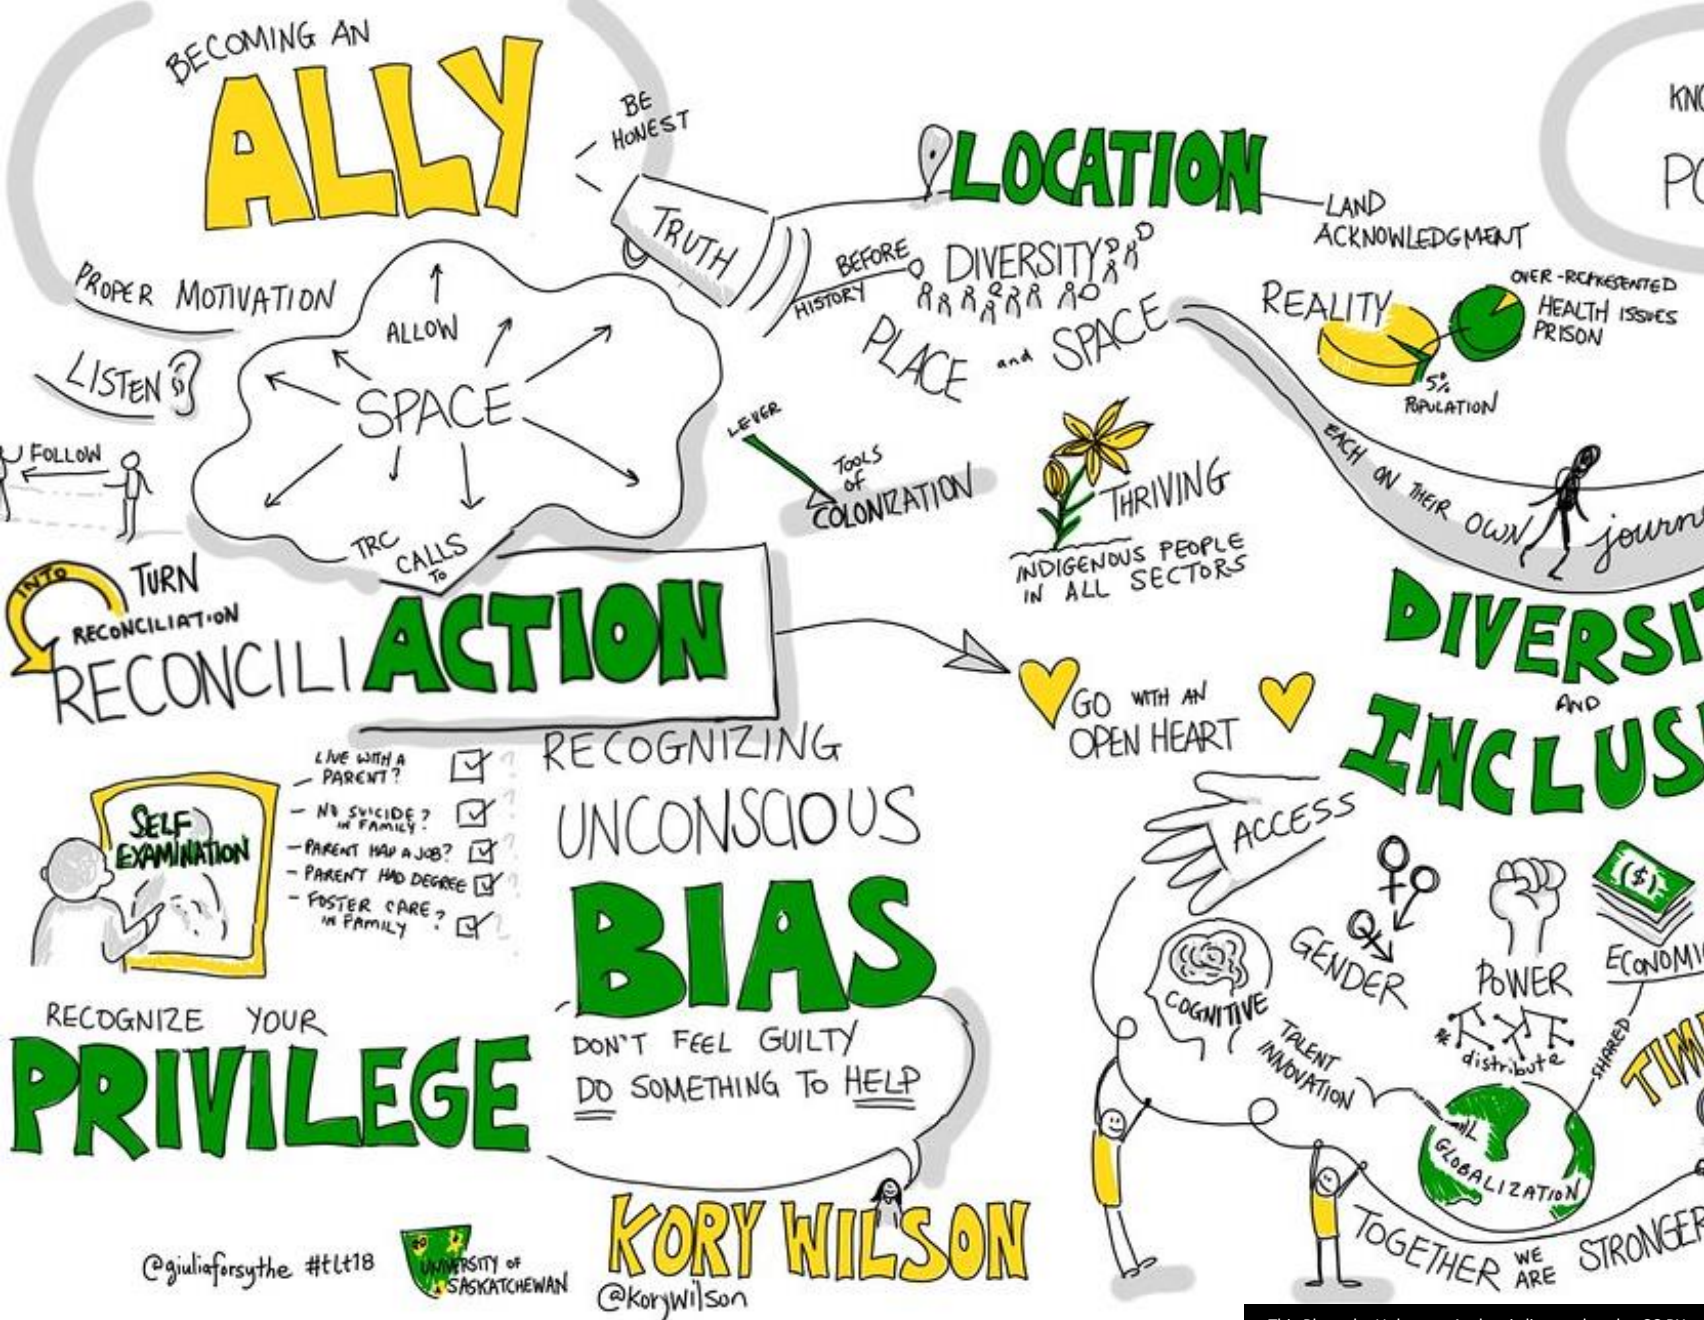 BECOMING AN
ALLY
BE
HONEST
TRUTH
PROPER MOTIVATION
LISTEN
FOLLOW
ALLOW
SPACE
TRC
CALLS
TO
INTO
TURN
RECONCILIATION
RECONCILIACTION
LOCATION
LAND
ACKNOWLEDGMENT
BEFORE
HISTORY
DIVERSITY
PLACE and SPACE
REALITY
OVER-REPRESENTED
HEALTH ISSUES
PRISON
5%
POPULATION
LEVER
TOOLS
OF
COLONIZATION
THRIVING
INDIGENOUS PEOPLE
IN ALL SECTORS
EACH ON THEIR OWN journe
KNO
PO
GO WITH AN
OPEN HEART
DIVERSIT
AND
INCLUSI
SELF
EXAMINATION
LIVE WITH A
PARENT?
- NO SUICIDE?
IN FAMILY?
- PARENT HAD A JOB?
- PARENT HAD DEGREE
- FOSTER CARE?
IN FAMILY
RECOGNIZE YOUR
PRIVILEGE
RECOGNIZING
UNCONSCIOUS
BIAS
DON'T FEEL GUILTY
DO SOMETHING TO HELP
ACCESS
COGNITIVE
GENDER
POWER
distribute
($)
ECONOMI
SHARED
TIM
TALENT
INNOVATION
GLOBALIZATION
TOGETHER WE ARE STRONGER
@giuliaforsythe #tlt18
UNIVERSITY OF
SASKATCHEWAN
KORY WILSON
@korywilson